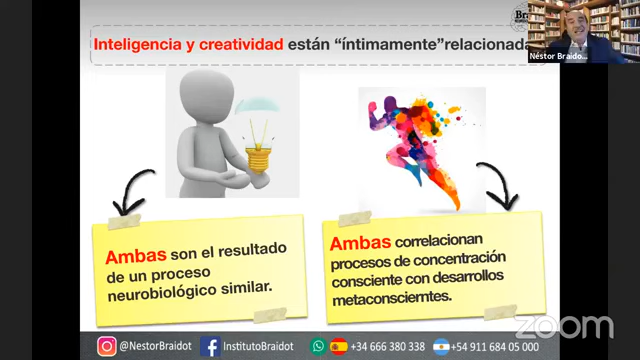 Inteligencia y creatividad están “íntimamente”relacionada
Néstor Braido...
Ambas son el resultado
de un proceso
neurobiológico similar.
Ambas correlacionan
procesos de concentración
consciente con desarrollos
metaconscierntes.
zoom
@NestorBraidot
InstitutoBraidot
+34 666 380 338
+54 911 684 05 000